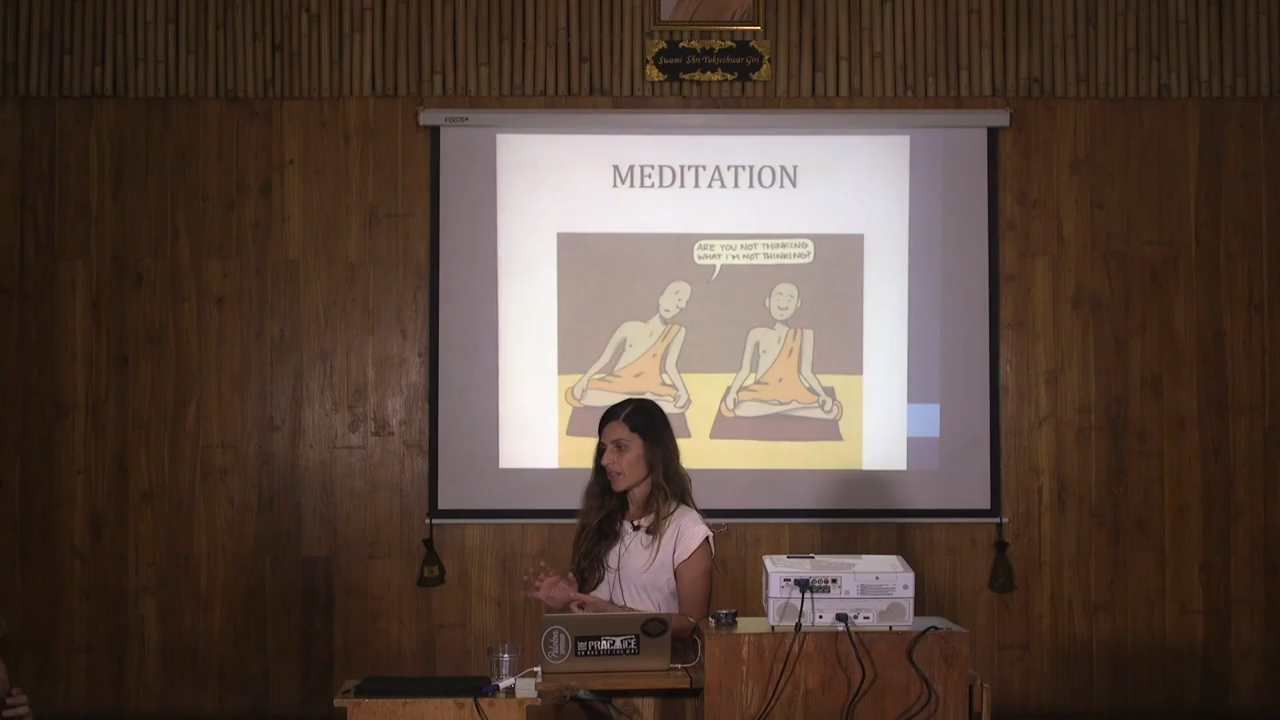 Swami Shri Yukteshwar Giri
MEDITATION
ARE YOU NOT THINKING
WHAT I'M NOT THINKING?
THE PRACTICE